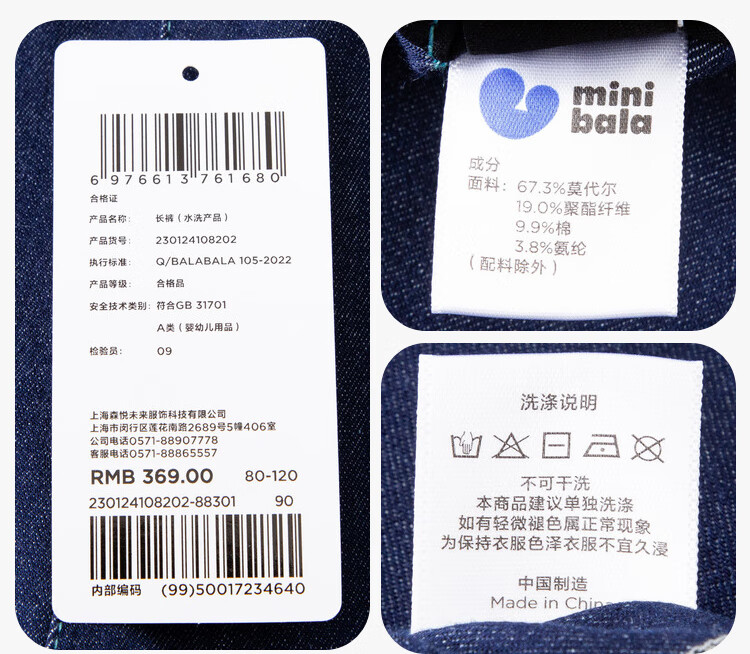 6 976613 761680
合格证
产品名称: 长裤（水洗产品）
产品货号: 230124108202
执行标准: Q/BALABALA 105-2022
产品等级: 合格品
安全技术类别: 符合GB 31701
A类（婴幼儿用品）
检验员: 09
上海森悦未来服饰科技有限公司
上海市闵行区莲花南路2689号5幢406室
公司电话0571-88907778
客服电话0571-88865557
RMB 369.00 80-120
230124108202-88301 90
内部编码 (99)50017234640
mini
bala
成分
面料: 67.3%莫代尔
19.0%聚酯纤维
9.9%棉
3.8%氨纶
（配料除外）
洗涤说明
不可干洗
本商品建议单独洗涤
如有轻微褪色属正常现象
为保持衣服色泽衣服不宜久浸
中国制造
Made in China